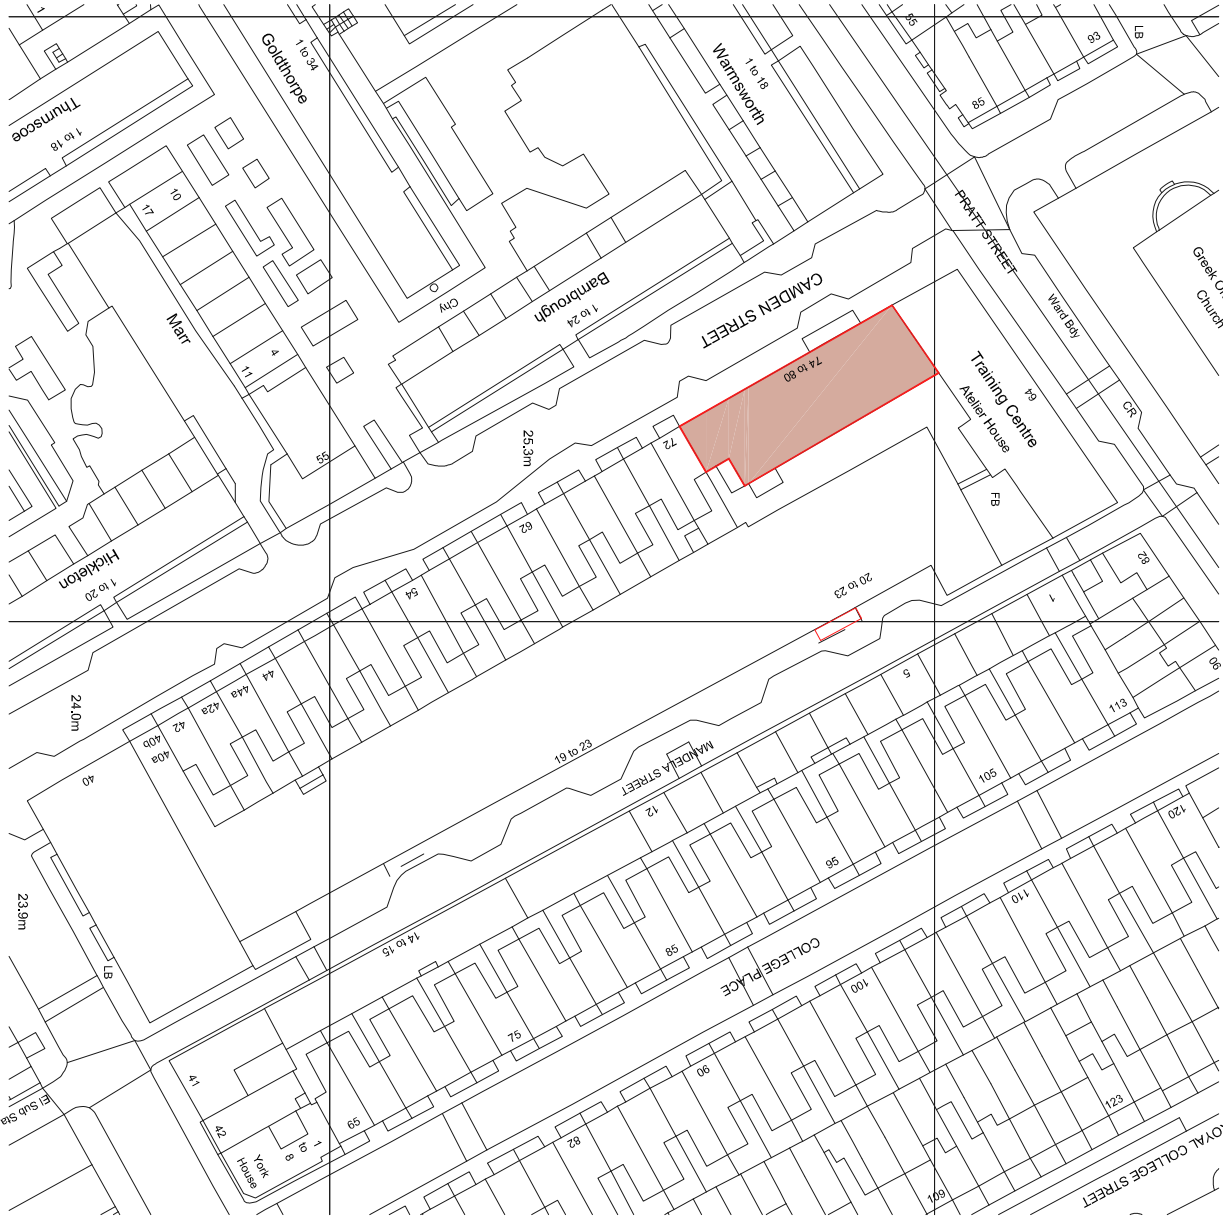 1
Thurnscoe
1 to 18
Goldthorpe
1 to 34
Warmsworth
1 to 18
55
93
LB
85
10
17
Marr
4
11
Chy
Bambrough
1 to 24
CAMDEN STREET
PRATT STREET
Ward Bdy
Greek O
Church
74 to 80
Training Centre
Atelier House
64
CR
FB
72
25.3m
55
Hickleton
1 to 20
62
54
20 to 23
82
1
90
5
113
44
44a
42a
42
40b
40a
40
24.0m
19 to 23
MANDELA STREET
12
105
120
95
110
23.9m
LB
14 to 15
85
COLLEGE PLACE
100
75
90
123
El Sub Sta
41
42
York
House
1
to
8
65
82
109
OYAL COLLEGE STREET